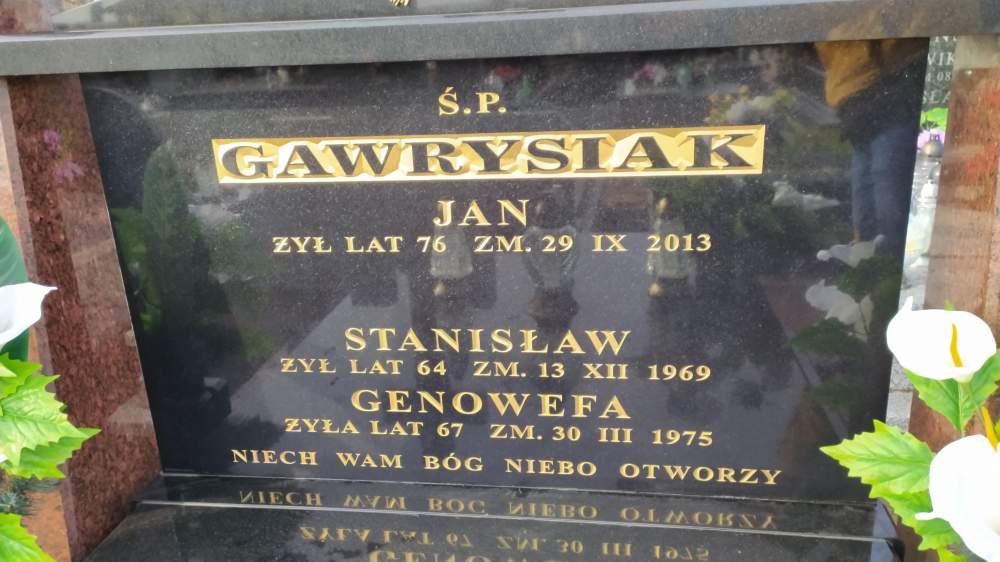 Ś.P.
GAWRYSIAK
JAN
ŻYŁ LAT 76 ZM. 29 IX 2013
STANISŁAW
ŻYŁ LAT 64 ZM. 13 XII 1969
GENOWEFA
ŻYŁA LAT 67 ZM. 30 III 1975
NIECH WAM BÓG NIEBO OTWORZY